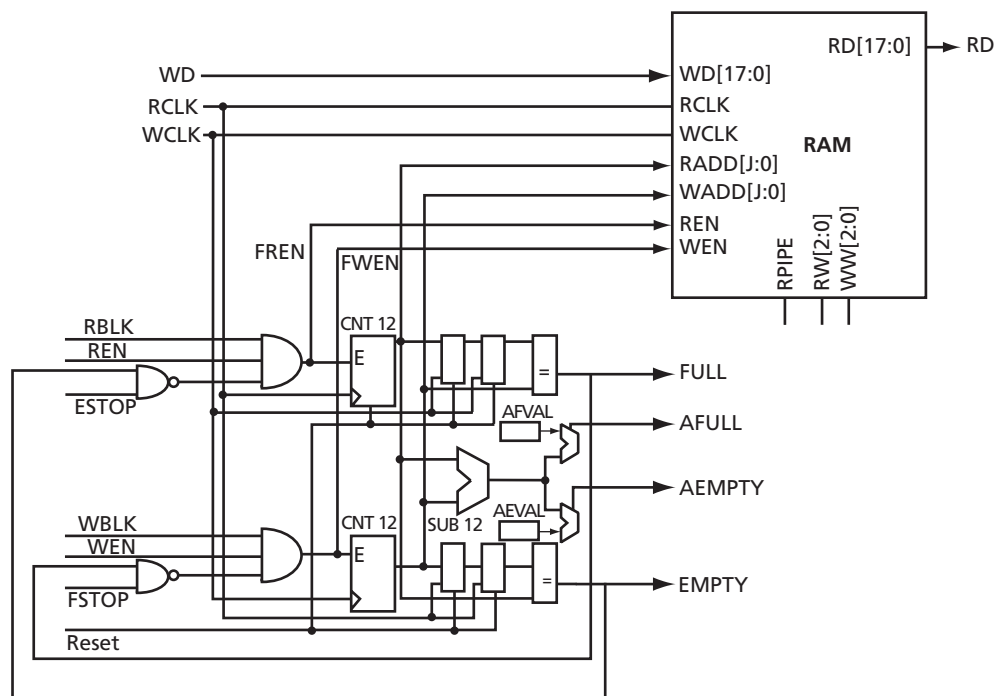 RD[17:0]
RD
WD
WD[17:0]
RCLK
RCLK
WCLK
WCLK
RAM
RADD[J:0]
WADD[J:0]
REN
FREN
FWEN
WEN
RPIPE
RW[2:0]
WW[2:0]
RBLK
CNT 12
REN
E
=
FULL
ESTOP
AFVAL
AFULL
AEMPTY
WBLK
CNT 12
SUB 12
AEVAL
WEN
E
=
EMPTY
FSTOP
Reset